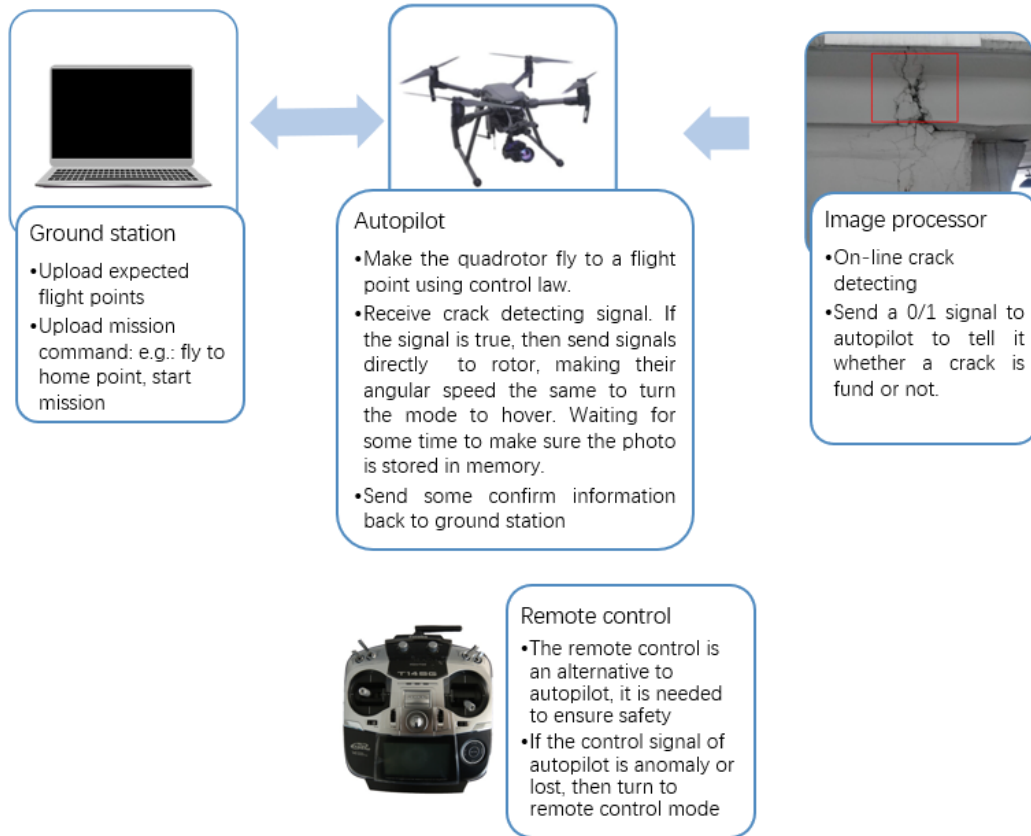 Ground station
•Upload expected
flight points
•Upload mission
command: e.g.: fly to
home point, start
mission
Autopilot
•Make the quadrotor fly to a flight
point using control law.
•Receive crack detecting signal. If
the signal is true, then send signals
directly to rotor, making their
angular speed the same to turn
the mode to hover. Waiting for
some time to make sure the photo
is stored in memory.
•Send some confirm information
back to ground station
Image processor
•On-line crack
detecting
•Send a 0/1 signal to
autopilot to tell it
whether a crack is
fund or not.
T14SG
Remote control
•The remote control is
an alternative to
autopilot, it is needed
to ensure safety
•If the control signal of
autopilot is anomaly or
lost, then turn to
remote control mode